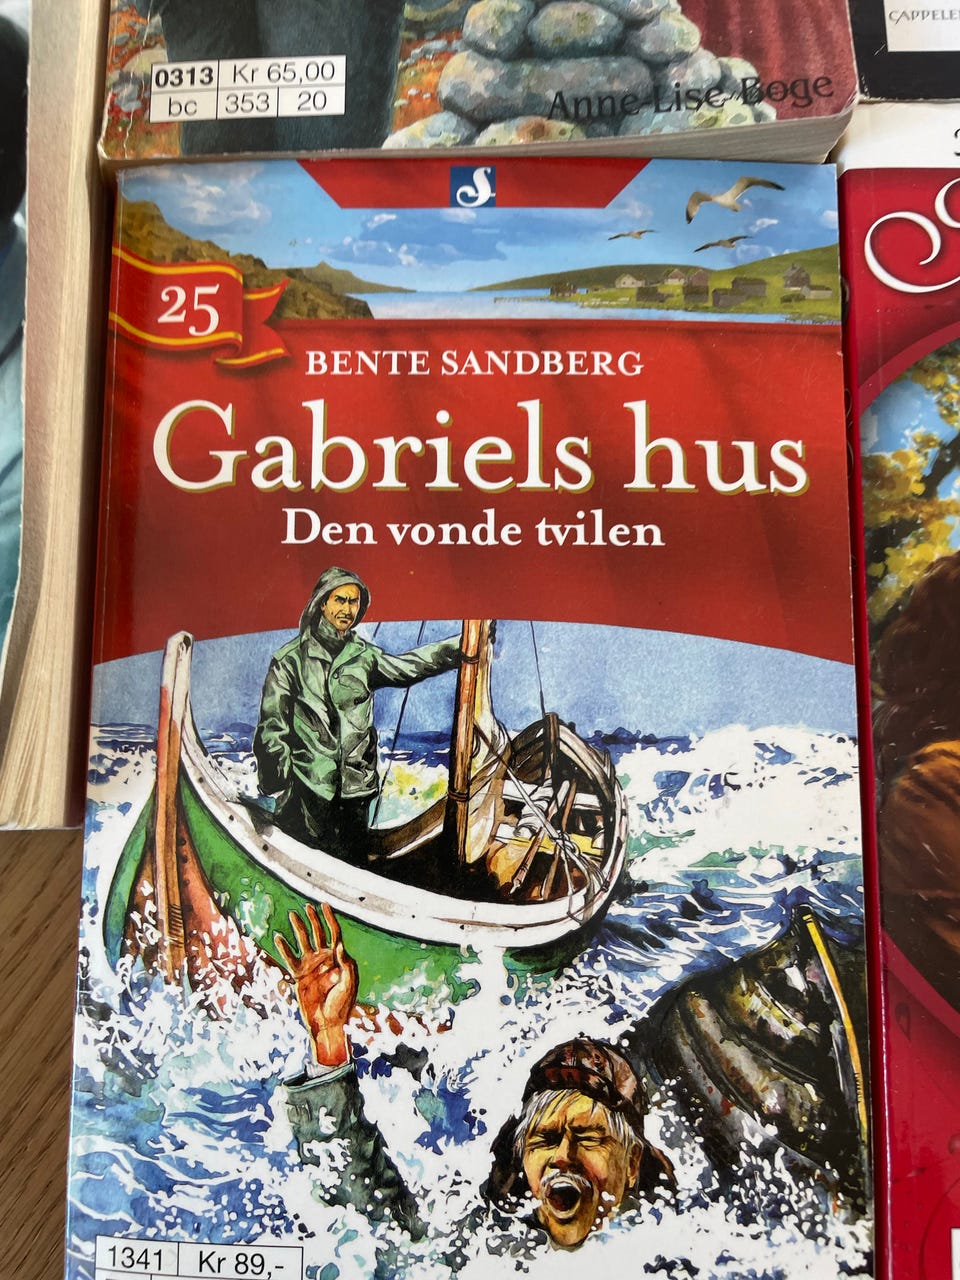 0313 Kr 65,00
bc 353 20
Anne-Lise Boge
CAPPELE
S
25
BENTE SANDBERG
Gabriels hus
Den vonde tvilen
1341 Kr 89,-